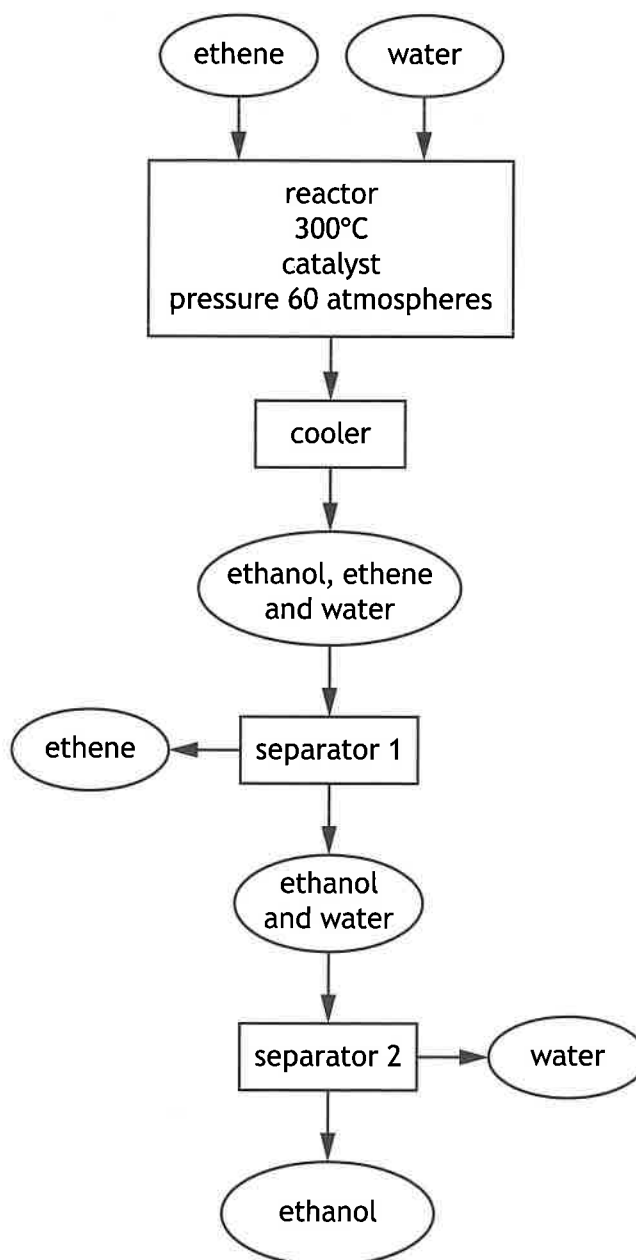 ethene
water
reactor
300°C
catalyst
pressure 60 atmospheres
cooler
ethanol, ethene
and water
ethene
separator 1
ethanol
and water
separator 2
water
ethanol